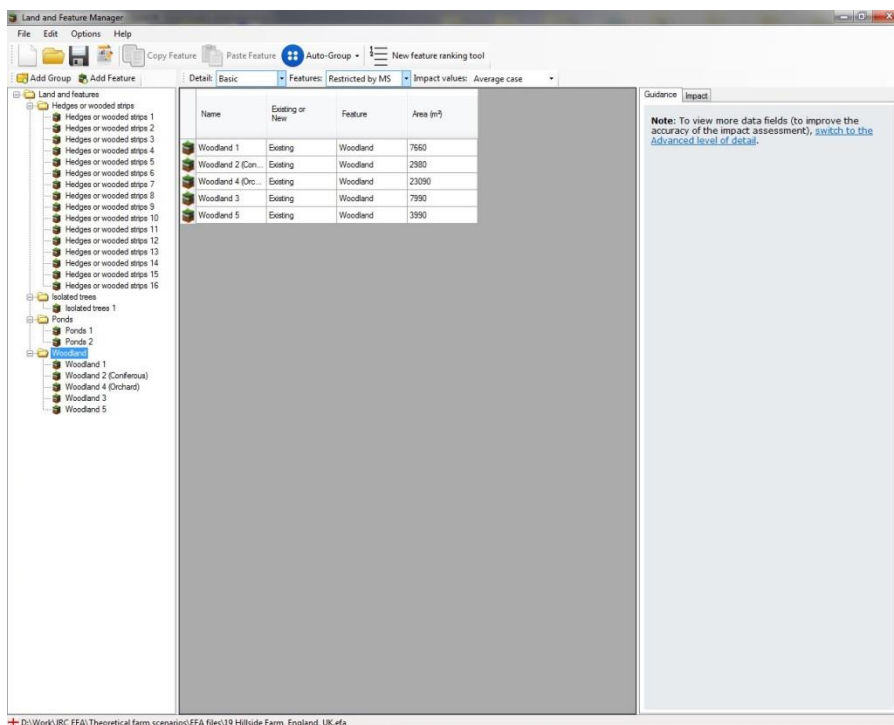 Land and Feature Manager
File Edit Options Help
Copy Feature Paste Feature Auto-Group New feature ranking tool
Add Group Add Feature Detail: Basic Features: Restricted by MS Impact values: Average case
Land and features
Hedges or wooded strips
Hedges or wooded strips 1
Hedges or wooded strips 2
Hedges or wooded strips 3
Hedges or wooded strips 4
Hedges or wooded strips 5
Hedges or wooded strips 6
Hedges or wooded strips 7
Hedges or wooded strips 8
Hedges or wooded strips 9
Hedges or wooded strips 10
Hedges or wooded strips 11
Hedges or wooded strips 12
Hedges or wooded strips 13
Hedges or wooded strips 14
Hedges or wooded strips 15
Hedges or wooded strips 16
Isolated trees
Isolated trees 1
Ponds
Ponds 1
Ponds 2
Woodland
Woodland 1
Woodland 2 (Coniferous)
Woodland 4 (Orchard)
Woodland 3
Woodland 5
Name Existing or New Feature Area (m²)
Woodland 1 Existing Woodland 7660
Woodland 2 (Con... Existing Woodland 2980
Woodland 4 (Orc... Existing Woodland 23090
Woodland 3 Existing Woodland 7990
Woodland 5 Existing Woodland 3990
Guidance Impact
Note: To view more data fields (to improve the
accuracy of the impact assessment), switch to the
Advanced level of detail.
D:\Work\JRC EFA\Theoretical farm scenarios\EFA files\19 Hillside Farm, England, UK.efa